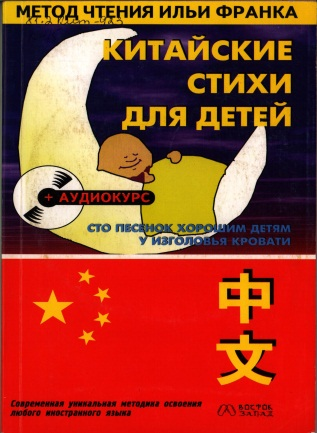 МЕТОД ЧТЕНИЯ ИЛЬИ ФРАНКА
КИТАЙСКИЕ
СТИХИ
ДЛЯ ДЕТЕЙ
+ АУДИОКУРС
СТО ПЕСЕНОК ХОРОШИМ ДЕТЯМ
У ИЗГОЛОВЬЯ КРОВАТИ
中文
Современная уникальная методика освоения
любого иностранного языка
ВОСТОК
ЗАПАД